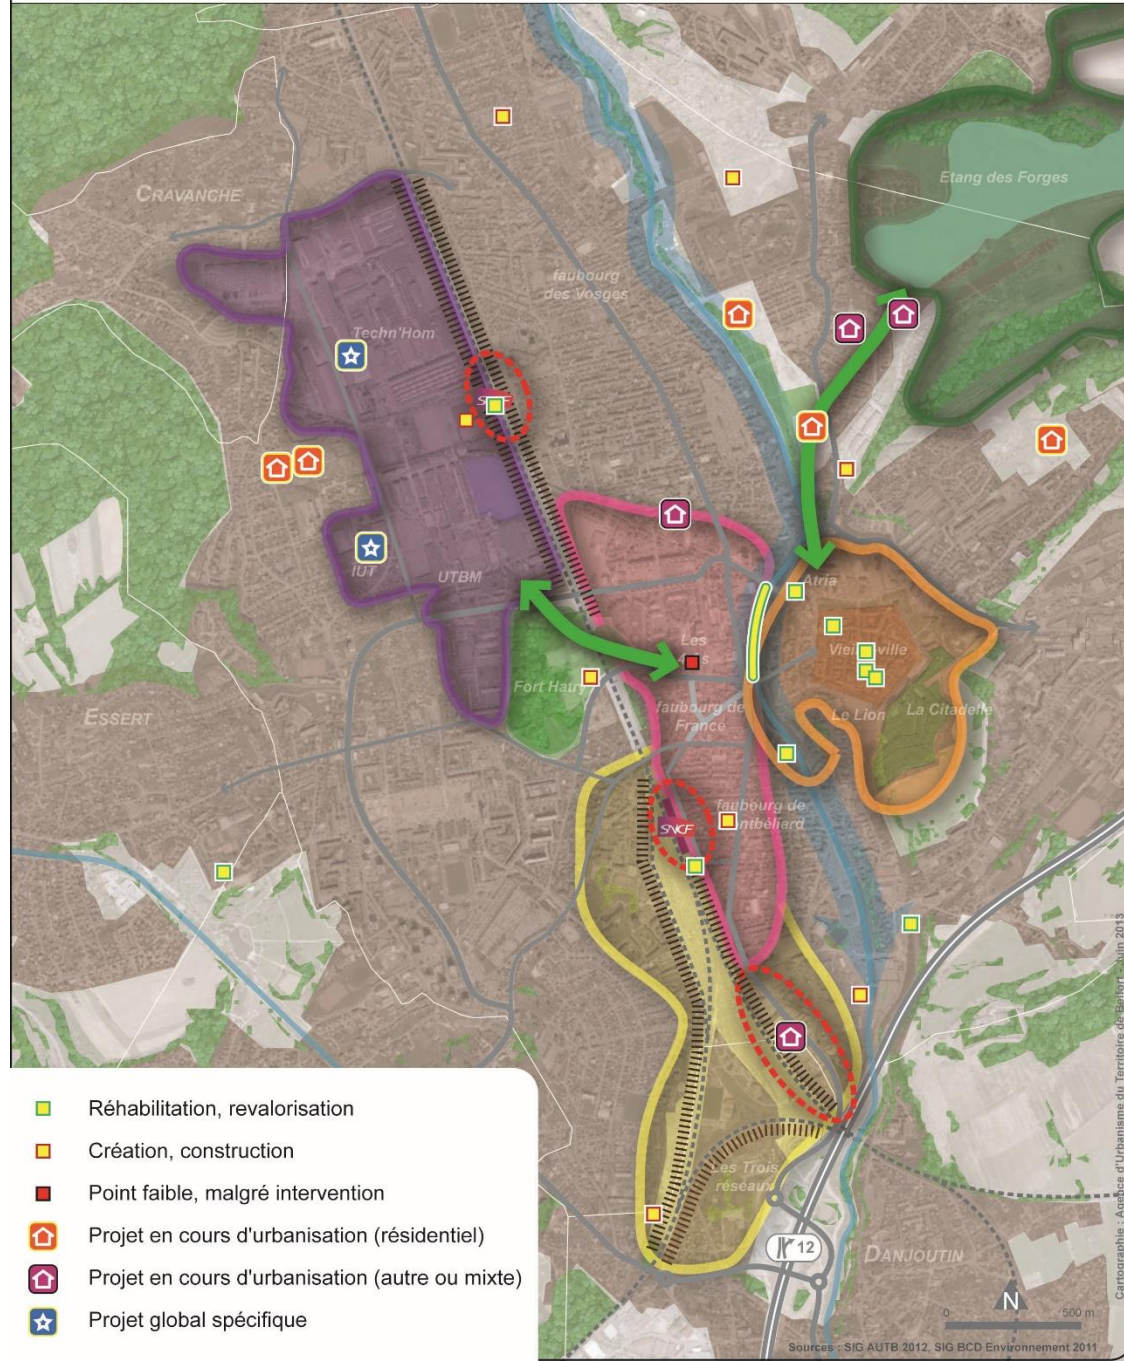 Etang des Forges
CRAVANCHE
faubourg
des Vosges
Techn'Hom
SNCF
IUT
UTBM
Atria
Les
Vieille ville
Fort Hatry
faubourg de
France
Le Lion
La Citadelle
ESSERT
faubourg de
Montbéliard
SNCF
Les Trois
réseaux
12
DANJOUTIN
N
0
500 m
Réhabilitation, revalorisation
Création, construction
Point faible, malgré intervention
Projet en cours d'urbanisation (résidentiel)
Projet en cours d'urbanisation (autre ou mixte)
Projet global spécifique
Sources : SIG AUTB 2012, SIG BCD Environnement 2011
Cartographie : Agence d'Urbanisme du Territoire de Belfort, juin 2013